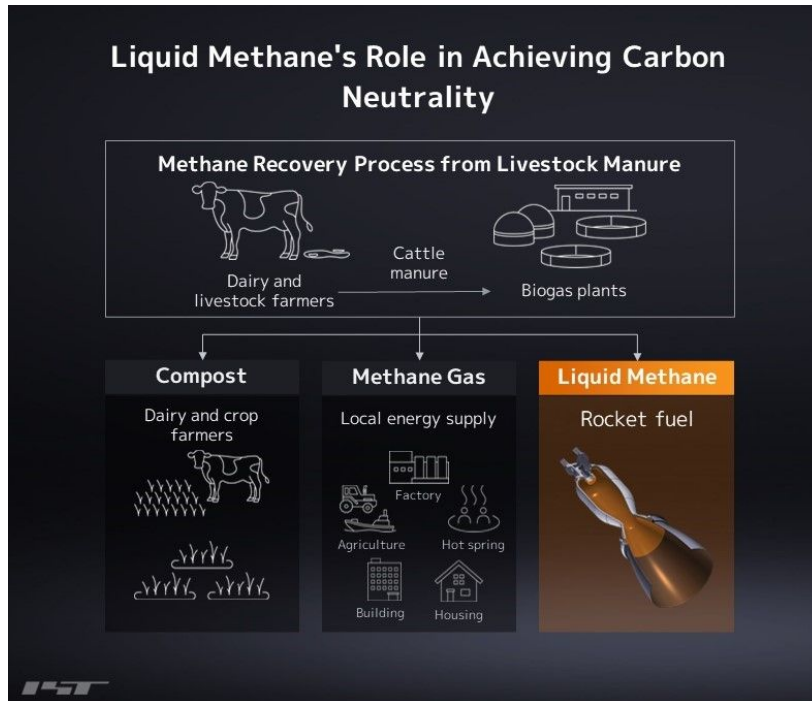 Liquid Methane's Role in Achieving Carbon
Neutrality
Methane Recovery Process from Livestock Manure
Dairy and
livestock farmers
Cattle
manure
Biogas plants
Compost
Dairy and crop
farmers
Methane Gas
Local energy supply
Factory
Agriculture
Hot spring
Building
Housing
Liquid Methane
Rocket fuel
IST